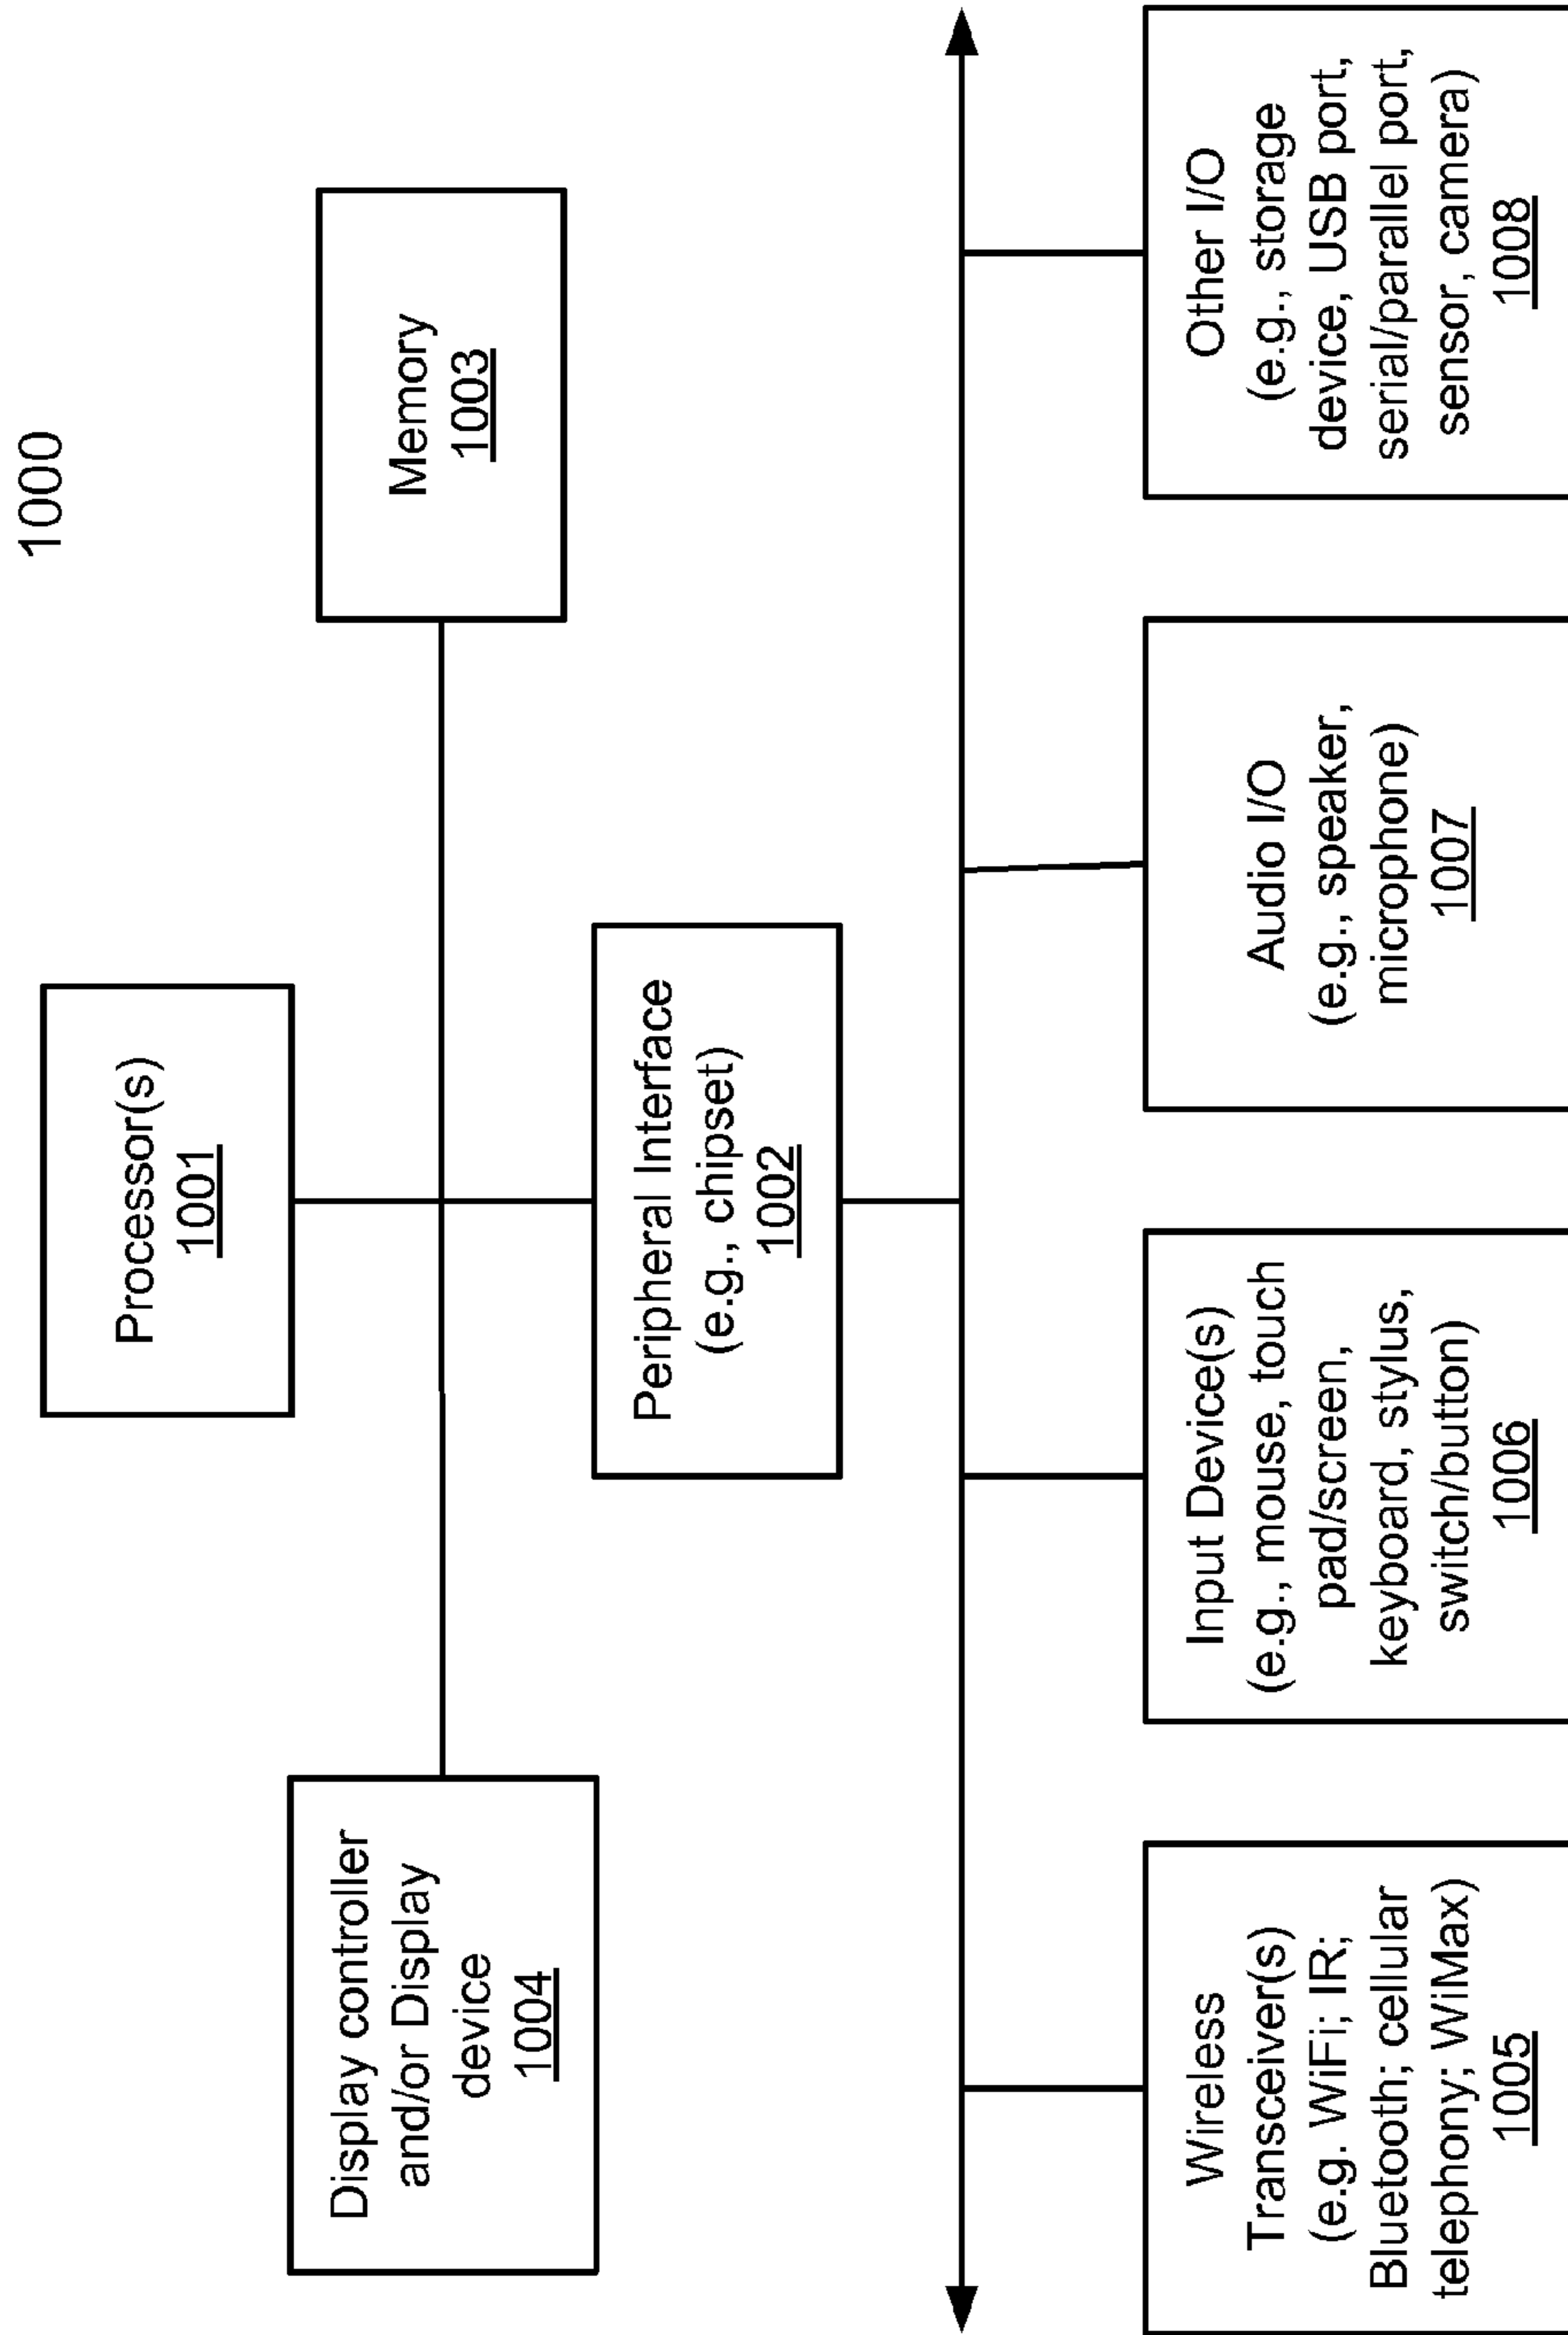 1000
Processor(s)
1001
Display controller
and/or Display
device
1004
Memory
1003
Peripheral Interface
(e.g., chipset)
1002
Wireless
Transceiver(s)
(e.g. WiFi; IR;
Bluetooth; cellular
telephony; WiMax)
1005
Input Device(s)
(e.g., mouse, touch
pad/screen,
keyboard, stylus,
switch/button)
1006
Audio I/O
(e.g., speaker,
microphone)
1007
Other I/O
(e.g., storage
device, USB port,
serial/parallel port,
sensor, camera)
1008